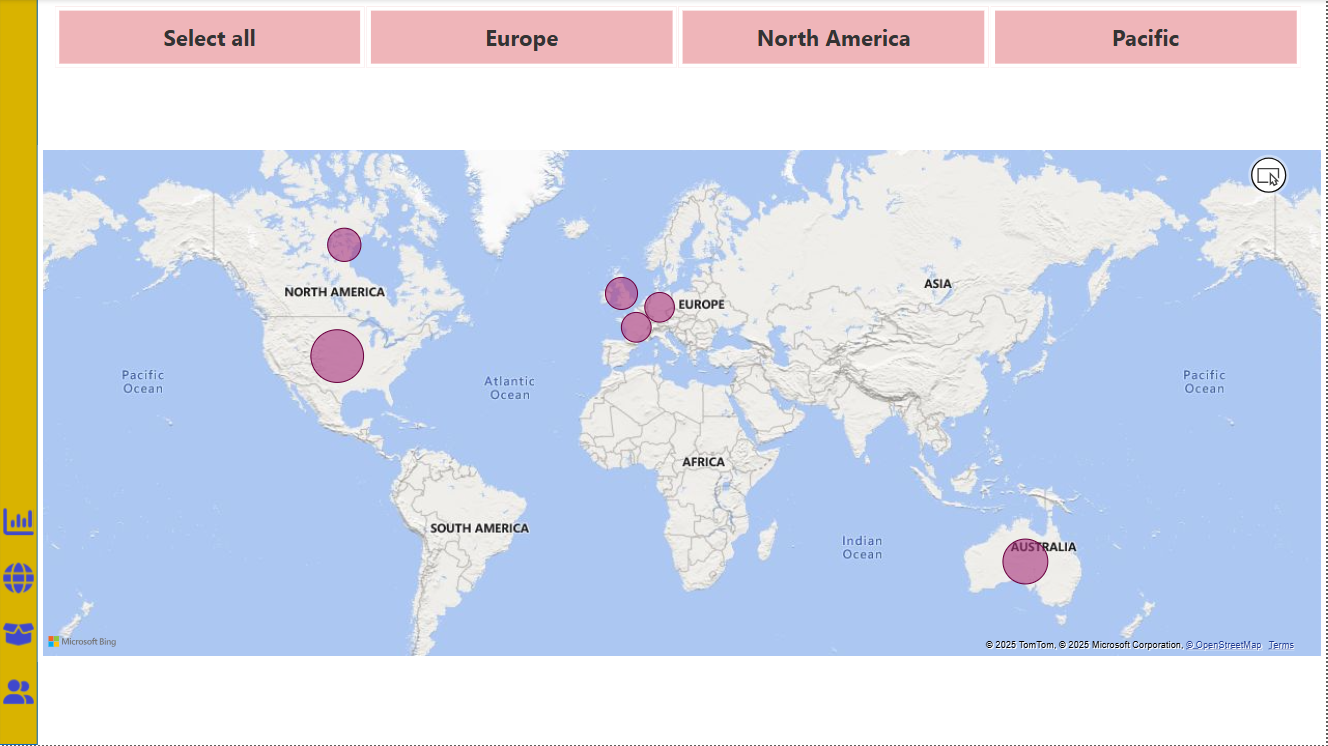 Select all
Europe
North America
Pacific
NORTH AMERICA
EUROPE
ASIA
Pacific
Ocean
Atlantic
Ocean
Pacific
Ocean
AFRICA
SOUTH AMERICA
Indian
Ocean
AUSTRALIA
Microsoft Bing
© 2025 TomTom, © 2025 Microsoft Corporation, © OpenStreetMap Terms